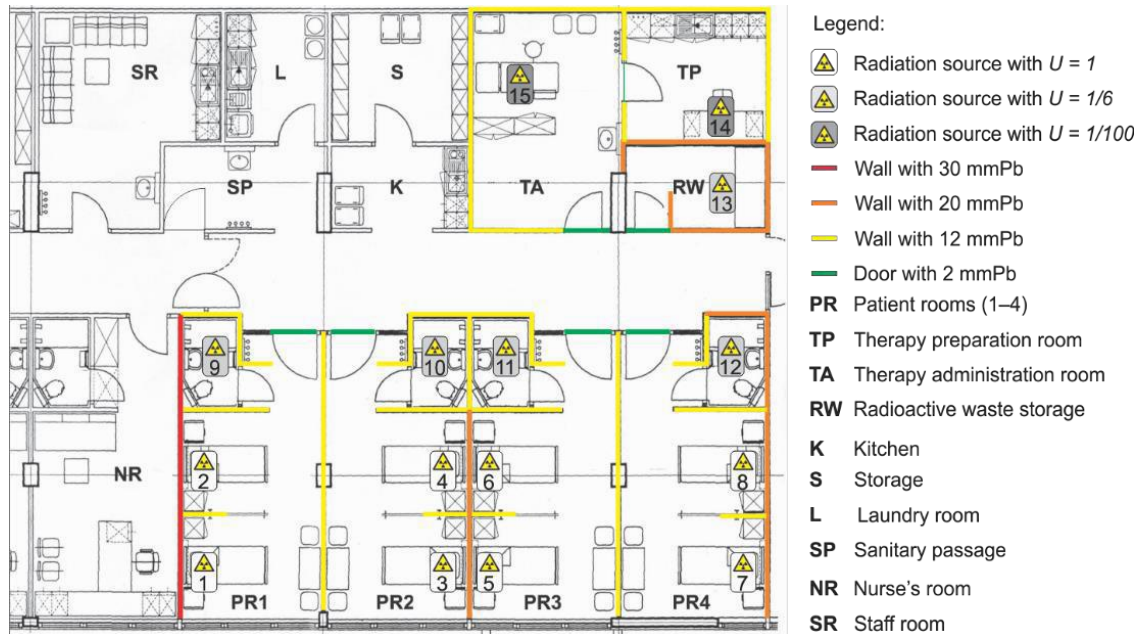 SR
L
S
TP
15
14
SP
K
TA
RW
13
9
10
11
12
NR
2
4
6
8
1
3
5
7
PR1
PR2
PR3
PR4
Legend:
Radiation source with U = 1
Radiation source with U = 1/6
Radiation source with U = 1/100
Wall with 30 mmPb
Wall with 20 mmPb
Wall with 12 mmPb
Door with 2 mmPb
PR Patient rooms (1–4)
TP Therapy preparation room
TA Therapy administration room
RW Radioactive waste storage
K Kitchen
S Storage
L Laundry room
SP Sanitary passage
NR Nurse's room
SR Staff room